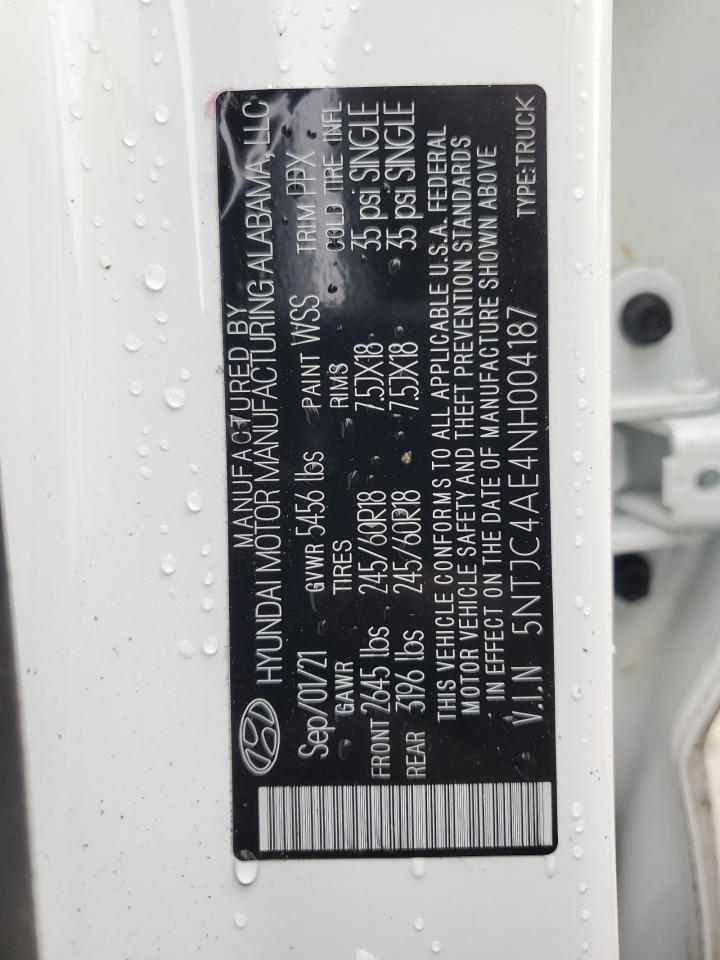 MANUFACTURED BY
HYUNDAI MOTOR MANUFACTURING ALABAMA, LLC
Sep/01/21 GVWR 5456 lbs PAINT WSS TRIM PPX
GAWR TIRES RIMS COLD TIRE INFL
FRONT 2645 lbs 245/60R18 7.5JX18 35 psi SINGLE
REAR 3196 lbs 245/60R18 7.5JX18 35 psi SINGLE
THIS VEHICLE CONFORMS TO ALL APPLICABLE U.S.A. FEDERAL
MOTOR VEHICLE SAFETY AND THEFT PREVENTION STANDARDS
IN EFFECT ON THE DATE OF MANUFACTURE SHOWN ABOVE
V.I.N 5NTJC4AE4NH004187 TYPE:TRUCK